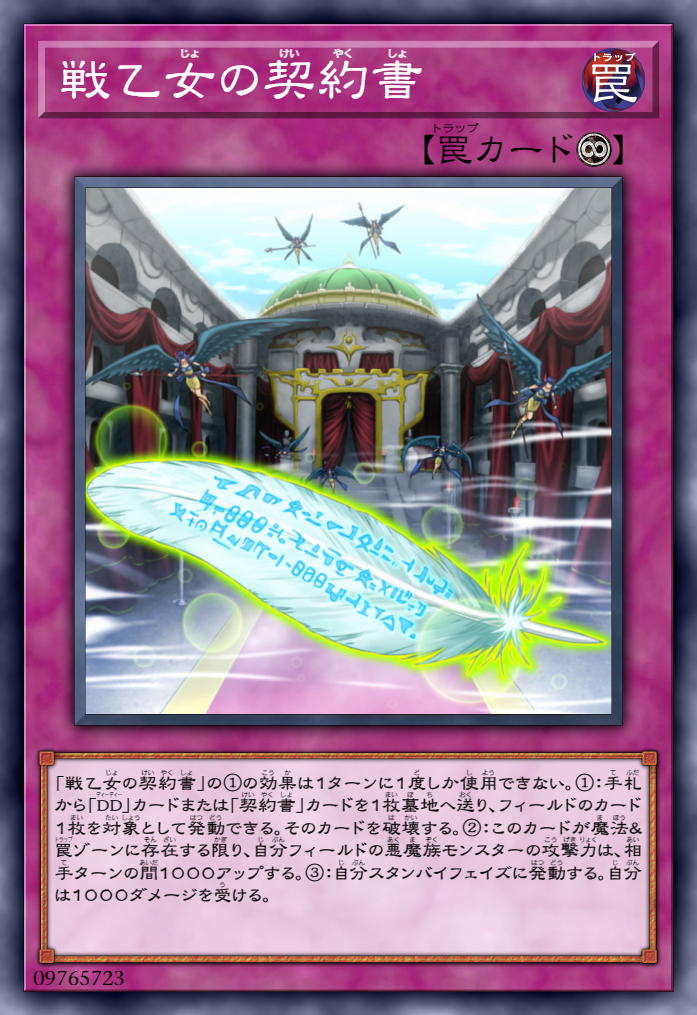 戦乙女の契約書
罠
【罠カード】
「戦乙女の契約書」の①の効果は1ターンに1度しか使用できない。①:手札
から「DD」カードまたは「契約書」カードを1枚墓地へ送り、フィールドのカード
1枚を対象として発動できる。そのカードを破壊する。②:このカードが魔法&
罠ゾーンに存在する限り、自分フィールドの悪魔族モンスターの攻撃力は、相
手ターンの間1000アップする。③:自分スタンバイフェイズに発動する。自分
は1000ダメージを受ける。
09765723